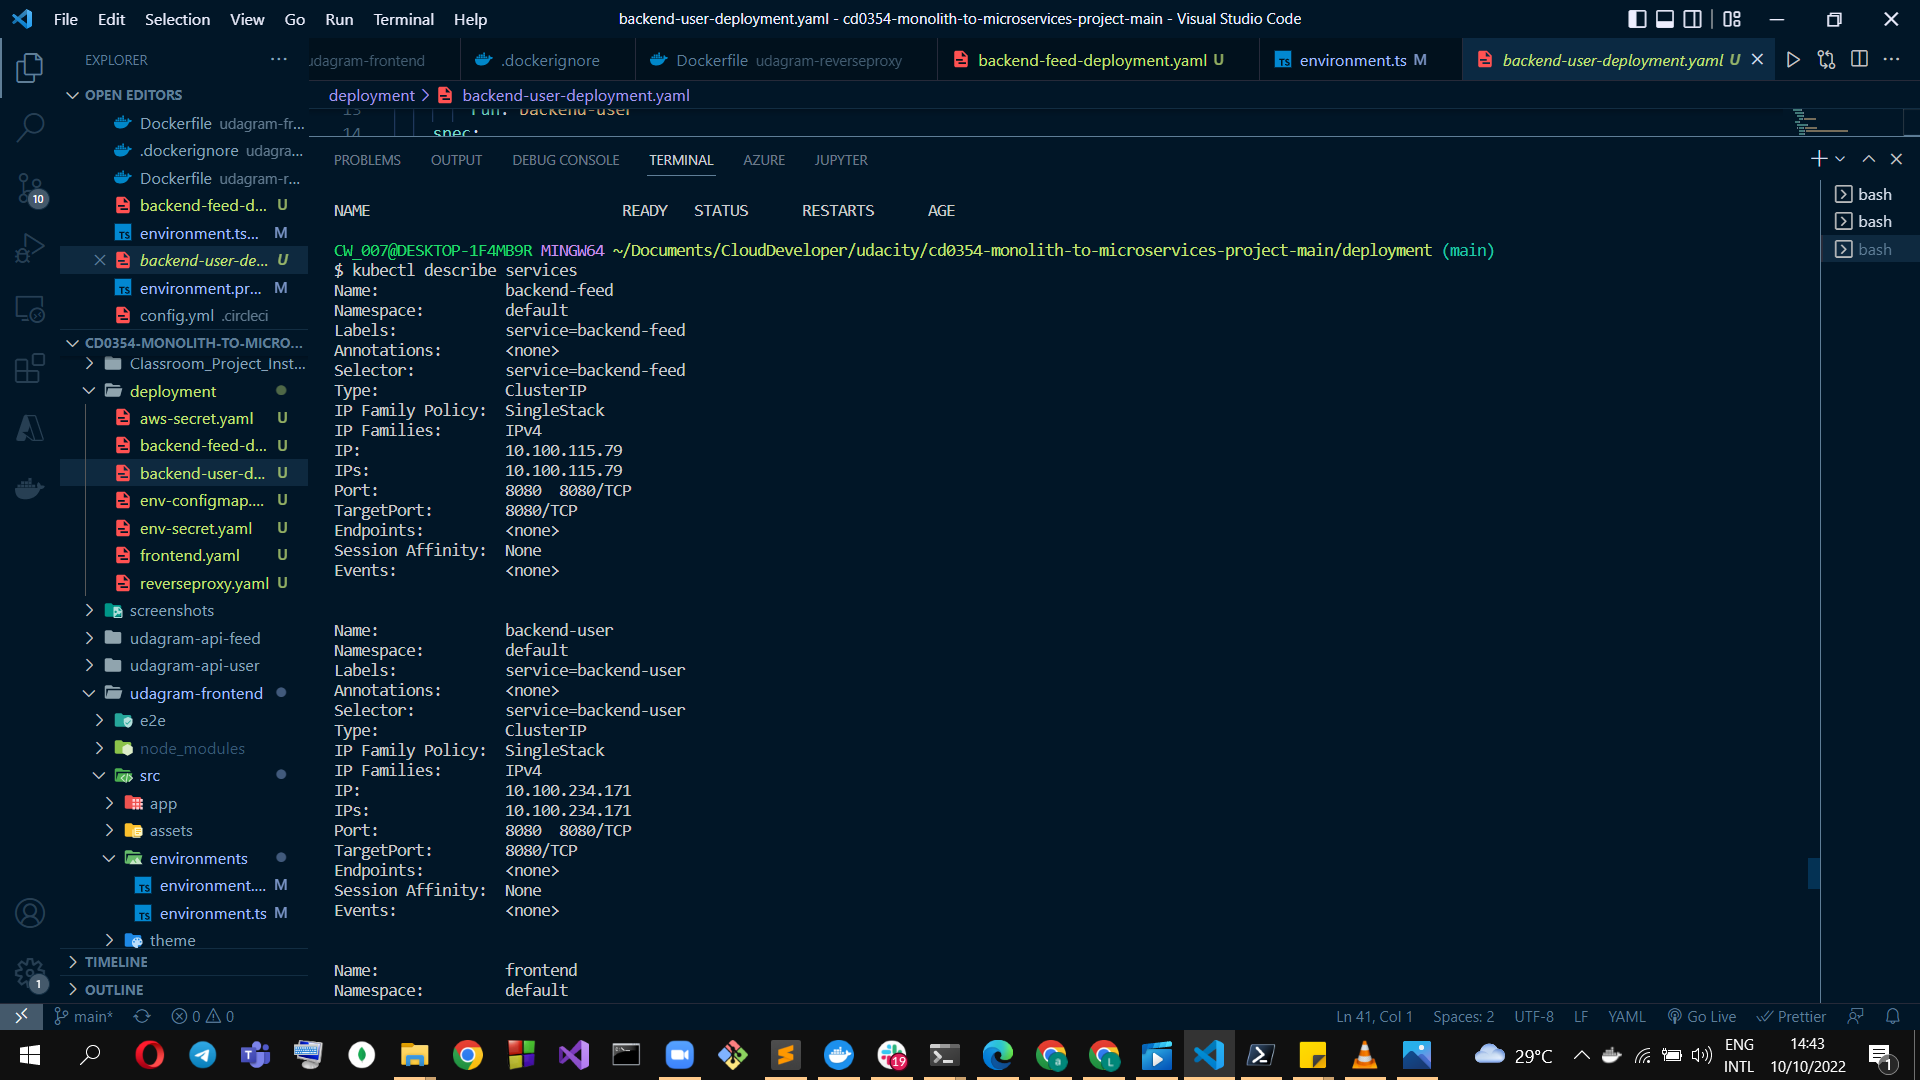 File Edit Selection View Go Run Terminal Help
backend-user-deployment.yaml - cd0354-monolith-to-microservices-project-main - Visual Studio Code
EXPLORER
udagram-frontend
.dockerignore
Dockerfile udagram-reverseproxy
backend-feed-deployment.yaml U
environment.ts M
backend-user-deployment.yaml U
deployment > backend-user-deployment.yaml
OPEN EDITORS
Dockerfile udagram-fr...
.dockerignore udagra...
Dockerfile udagram-r...
backend-feed-d... U
environment.ts... M
backend-user-de... U
environment.pr... M
config.yml .circleci
CD0354-MONOLITH-TO-MICRO...
Classroom_Project_Inst...
deployment
aws-secret.yaml U
backend-feed-d... U
backend-user-d... U
env-configmap.... U
env-secret.yaml U
frontend.yaml U
reverseproxy.yaml U
screenshots
udagram-api-feed
udagram-api-user
udagram-frontend
e2e
node_modules
src
app
assets
environments
environment.... M
environment.ts M
theme
TIMELINE
OUTLINE
10
1
13 run: backend-user
14 spec:
PROBLEMS OUTPUT DEBUG CONSOLE TERMINAL AZURE JUPYTER
bash
bash
bash
NAME READY STATUS RESTARTS AGE
CW_007@DESKTOP-1F4MB9R MINGW64 ~/Documents/CloudDeveloper/udacity/cd0354-monolith-to-microservices-project-main/deployment (main)
$ kubectl describe services
Name: backend-feed
Namespace: default
Labels: service=backend-feed
Annotations: <none>
Selector: service=backend-feed
Type: ClusterIP
IP Family Policy: SingleStack
IP Families: IPv4
IP: 10.100.115.79
IPs: 10.100.115.79
Port: 8080 8080/TCP
TargetPort: 8080/TCP
Endpoints: <none>
Session Affinity: None
Events: <none>
Name: backend-user
Namespace: default
Labels: service=backend-user
Annotations: <none>
Selector: service=backend-user
Type: ClusterIP
IP Family Policy: SingleStack
IP Families: IPv4
IP: 10.100.234.171
IPs: 10.100.234.171
Port: 8080 8080/TCP
TargetPort: 8080/TCP
Endpoints: <none>
Session Affinity: None
Events: <none>
Name: frontend
Namespace: default
main* 0 0 Ln 41, Col 1 Spaces: 2 UTF-8 LF YAML Go Live Prettier
19
29°C
ENG
INTL
14:43
10/10/2022
1